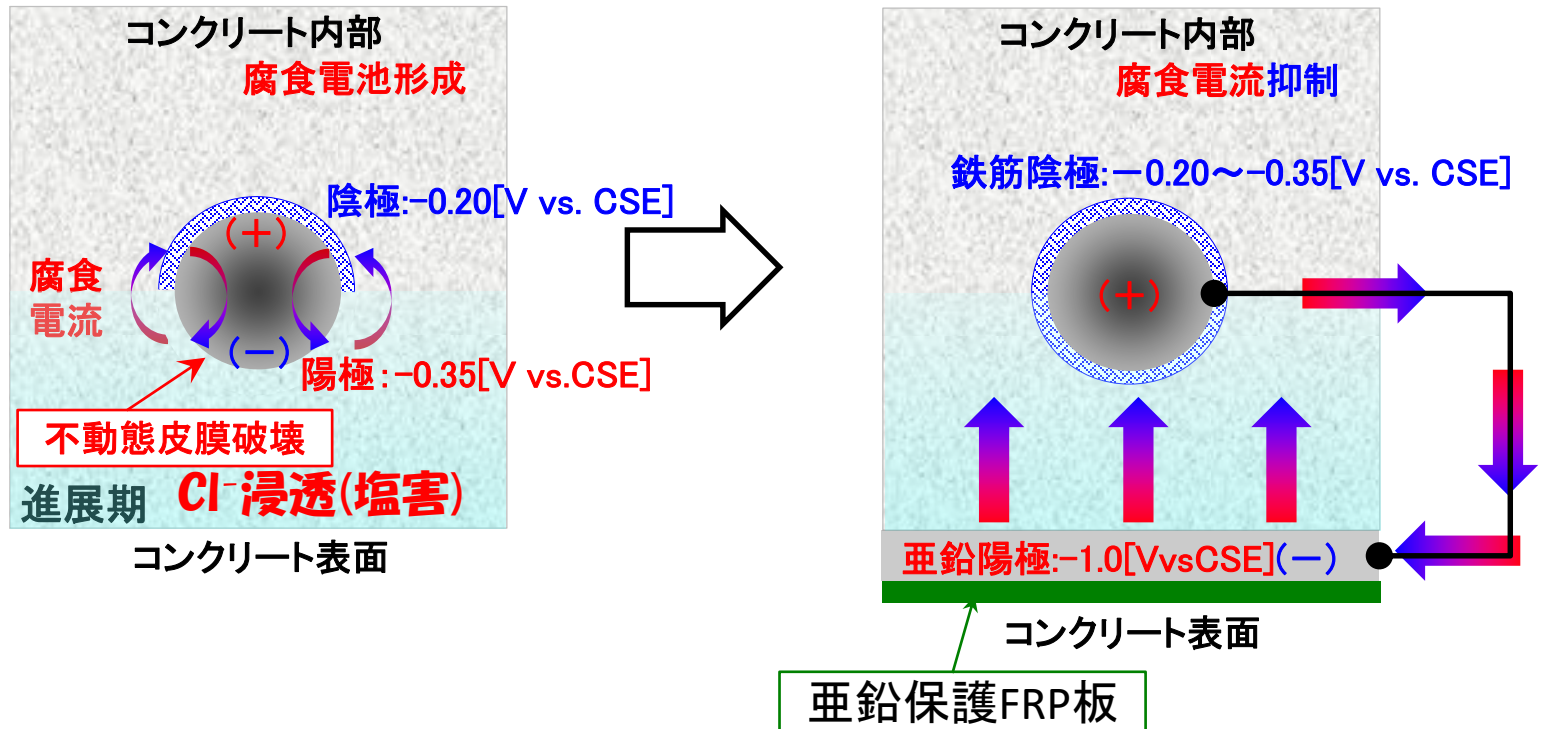 コンクリート内部
腐食電池形成
陰極:-0.20[V vs. CSE]
(+)
腐食
電流
(-)
陽極:-0.35[V vs.CSE]
不動態皮膜破壊
進展期 Cl⁻浸透(塩害)
コンクリート表面
コンクリート内部
腐食電流抑制
鉄筋陰極:-0.20~-0.35[V vs. CSE]
(+)
亜鉛陽極:-1.0[VvsCSE](-)
コンクリート表面
亜鉛保護FRP板